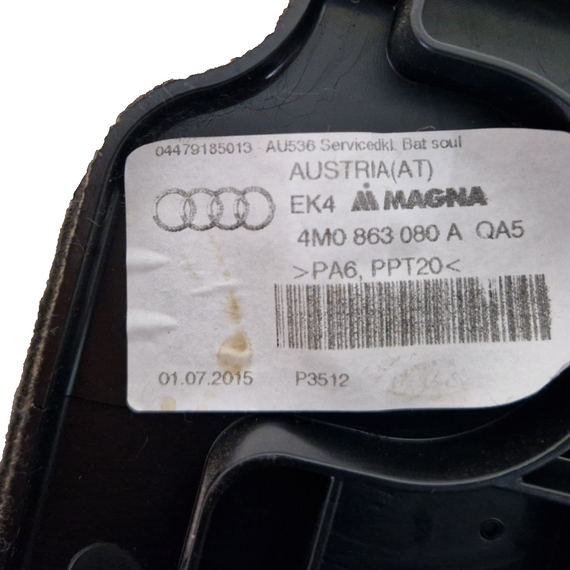 04479185013 - AU536 Servicedkl. Bat soul
AUSTRIA(AT)
EK4 MAGNA
4M0 863 080 A QA5
>PA6, PPT20<
01.07.2015 P3512